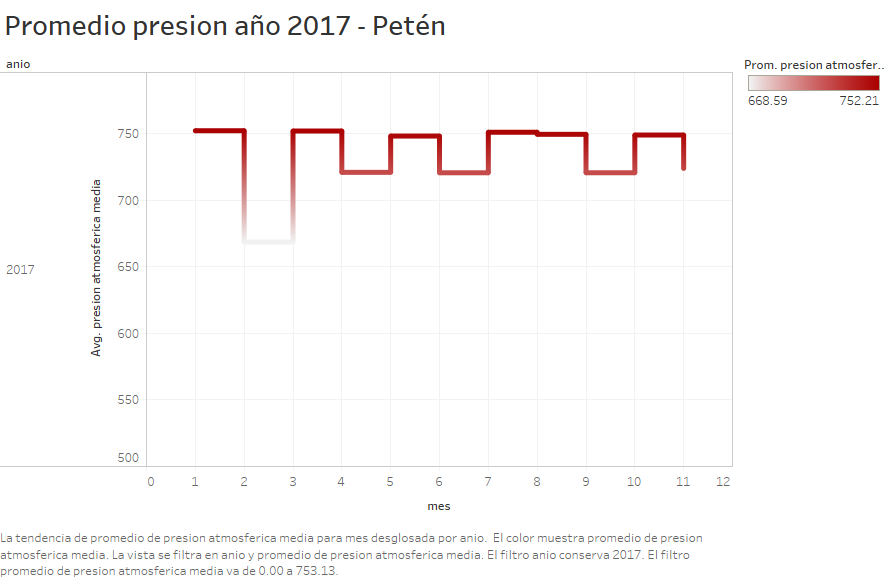 Promedio presion año 2017 - Petén
anio
Prom. presion atmosfer..
668.59 752.21
750
700
650
600
550
500
2017
Avg. presion atmosferica media
0 1 2 3 4 5 6 7 8 9 10 11 12
mes
La tendencia de promedio de presion atmosferica media para mes desglosada por anio. El color muestra promedio de presion
atmosferica media. La vista se filtra en anio y promedio de presion atmosferica media. El filtro anio conserva 2017. El filtro
promedio de presion atmosferica media va de 0.00 a 753.13.